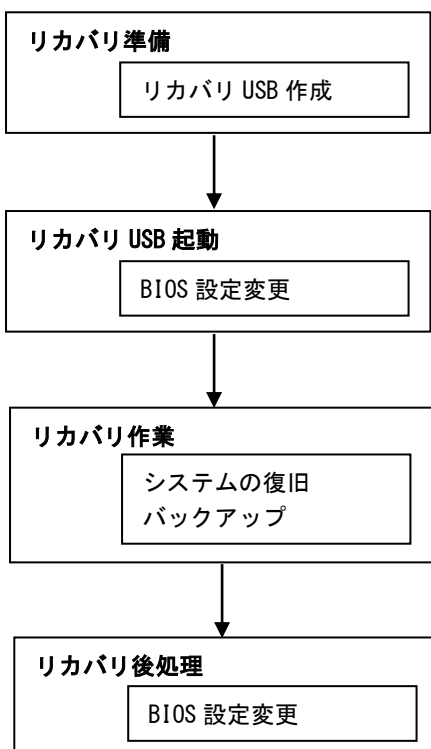 リカバリ準備
リカバリ USB 作成
リカバリ USB 起動
BIOS 設定変更
リカバリ作業
システムの復旧
バックアップ
リカバリ後処理
BIOS 設定変更